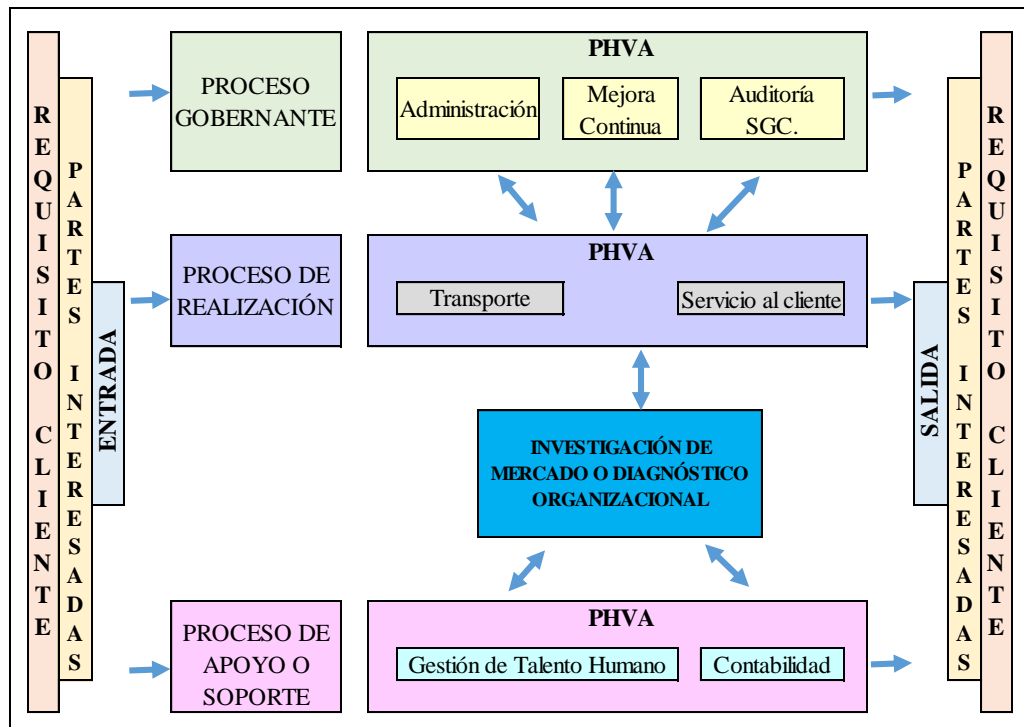 REQUISITO CLIENTE
PARTES INTERESADAS
ENTRADA
PROCESO
GOBERNANTE
PHVA
Administración
Mejora
Continua
Auditoría
SGC.
PROCESO DE
REALIZACIÓN
PHVA
Transporte
Servicio al cliente
INVESTIGACIÓN DE
MERCADO O DIAGNÓSTICO
ORGANIZACIONAL
PROCESO DE
APOYO O
SOPORTE
PHVA
Gestión de Talento Humano
Contabilidad
SALIDA
PARTES INTERESADAS
REQUISITO CLIENTE